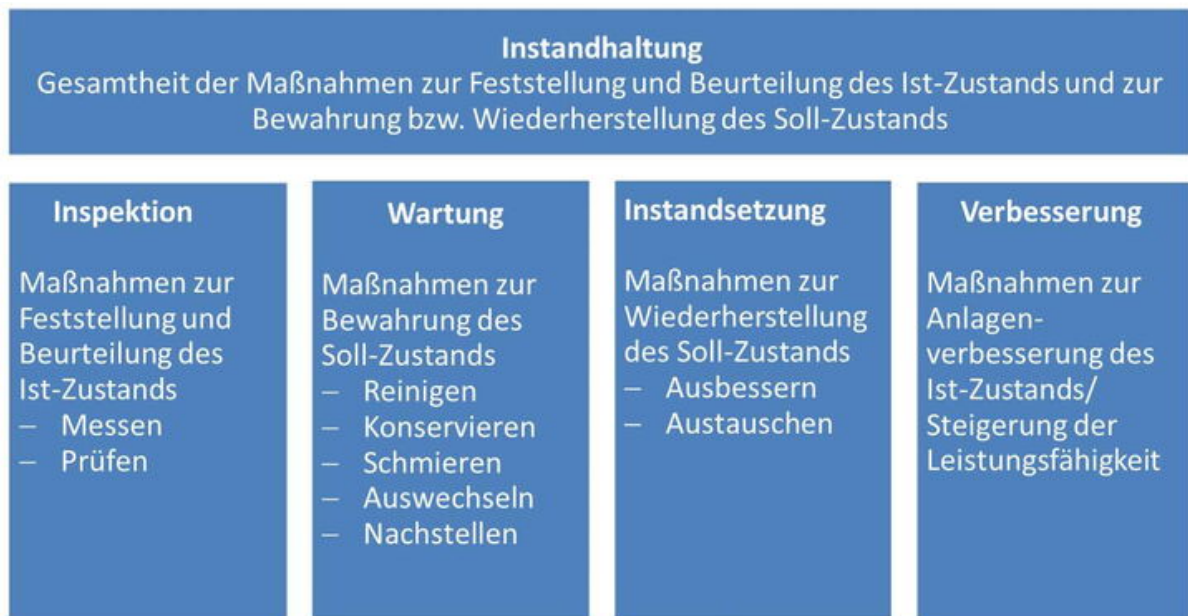 Instandhaltung
Gesamtheit der Maßnahmen zur Feststellung und Beurteilung des Ist-Zustands und zur
Bewahrung bzw. Wiederherstellung des Soll-Zustands
Inspektion
Maßnahmen zur
Feststellung und
Beurteilung des
Ist-Zustands
– Messen
– Prüfen
Wartung
Maßnahmen zur
Bewahrung des
Soll-Zustands
– Reinigen
– Konservieren
– Schmieren
– Auswechseln
– Nachstellen
Instandsetzung
Maßnahmen zur
Wiederherstellung
des Soll-Zustands
– Ausbessern
– Austauschen
Verbesserung
Maßnahmen zur
Anlagen-
verbesserung des
Ist-Zustands/
Steigerung der
Leistungsfähigkeit